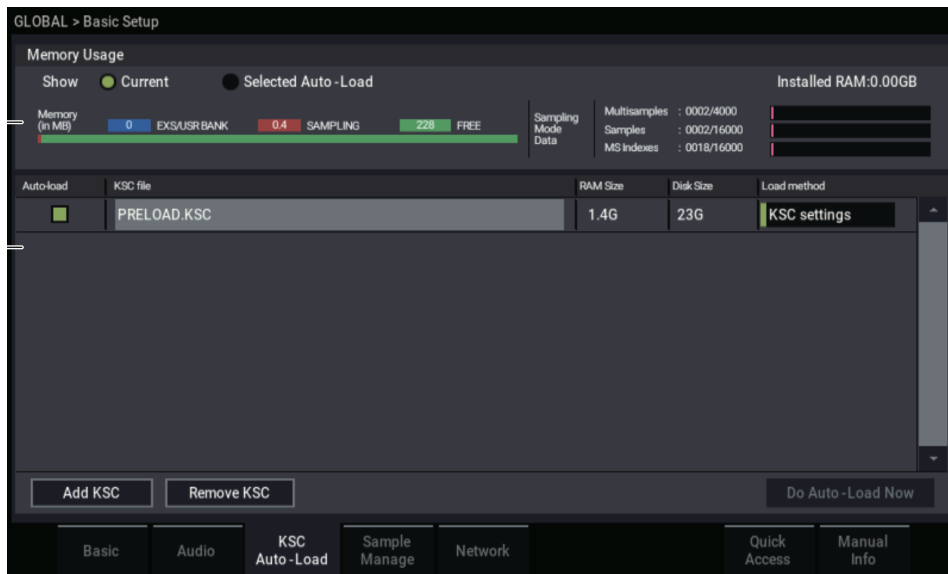 GLOBAL > Basic Setup
Memory Usage
Show Current Selected Auto-Load Installed RAM:0.00GB
Memory
(in MB) 0 EXS/USR BANK 0.4 SAMPLING 228 FREE
Sampling
Mode
Data
Multisamples : 0002/4000
Samples : 0002/16000
MS Indexes : 0018/16000
Auto-load KSC file RAM Size Disk Size Load method
PRELOAD.KSC 1.4G 23G KSC settings
Add KSC Remove KSC Do Auto-Load Now
Basic
Audio
KSC
Auto-Load
Sample
Manage
Network
Quick
Access
Manual
Info